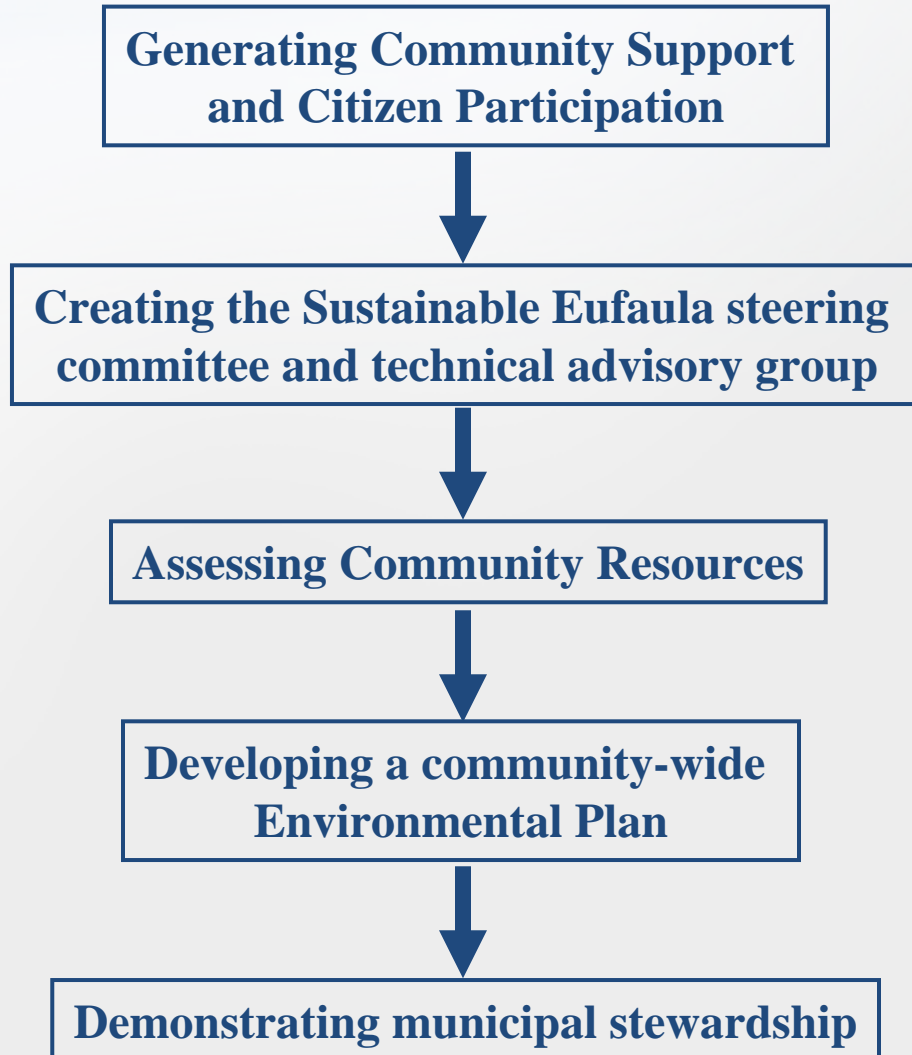 Generating Community Support
and Citizen Participation
Creating the Sustainable Eufaula steering
committee and technical advisory group
Assessing Community Resources
Developing a community-wide
Environmental Plan
Demonstrating municipal stewardship